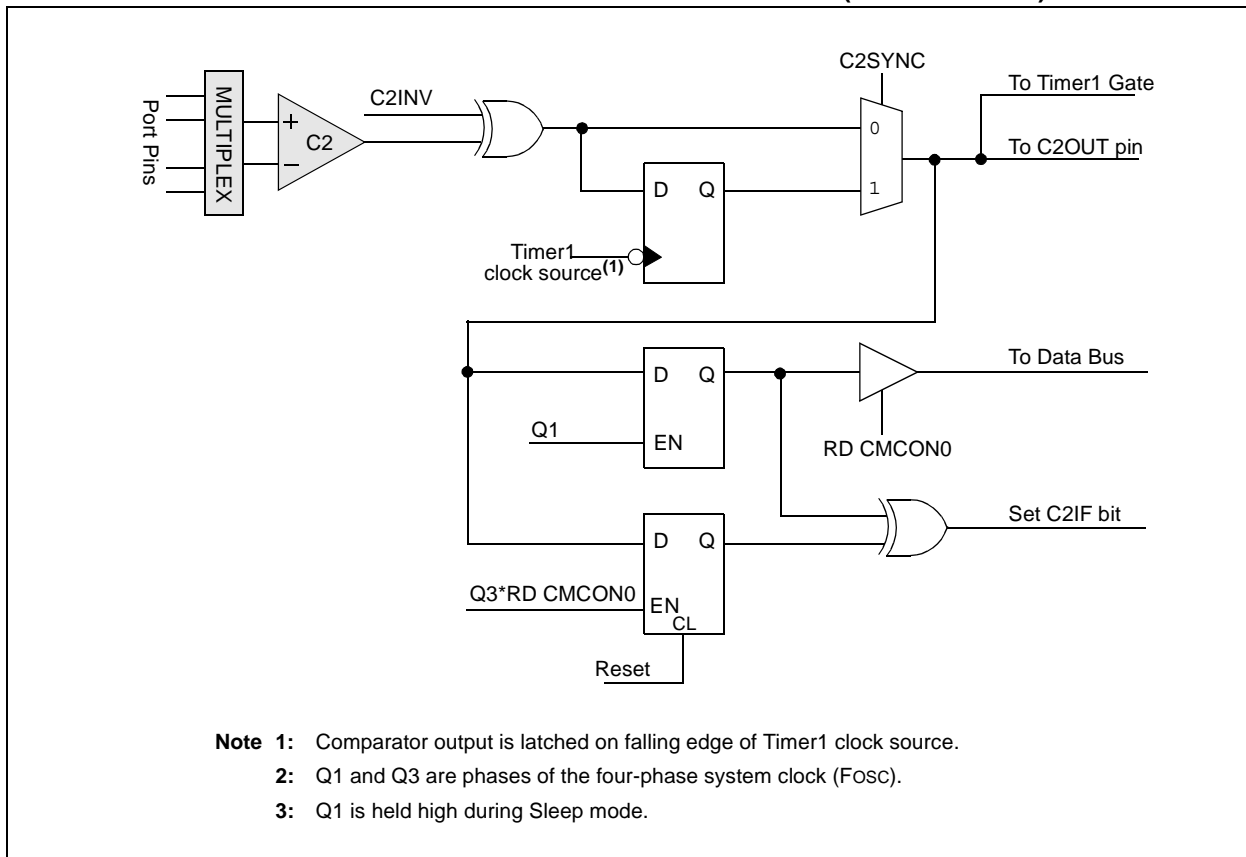 C2SYNC
To Timer1 Gate
Port Pins
MULTIPLEX
C2INV
+
C2
−
0
To C2OUT pin
1
D Q
Timer1
clock source(1)
D Q
To Data Bus
Q1
EN
RD CMCON0
D Q
Set C2IF bit
Q3*RD CMCON0
EN
CL
Reset
Note 1: Comparator output is latched on falling edge of Timer1 clock source.
2: Q1 and Q3 are phases of the four-phase system clock (FOSC).
3: Q1 is held high during Sleep mode.